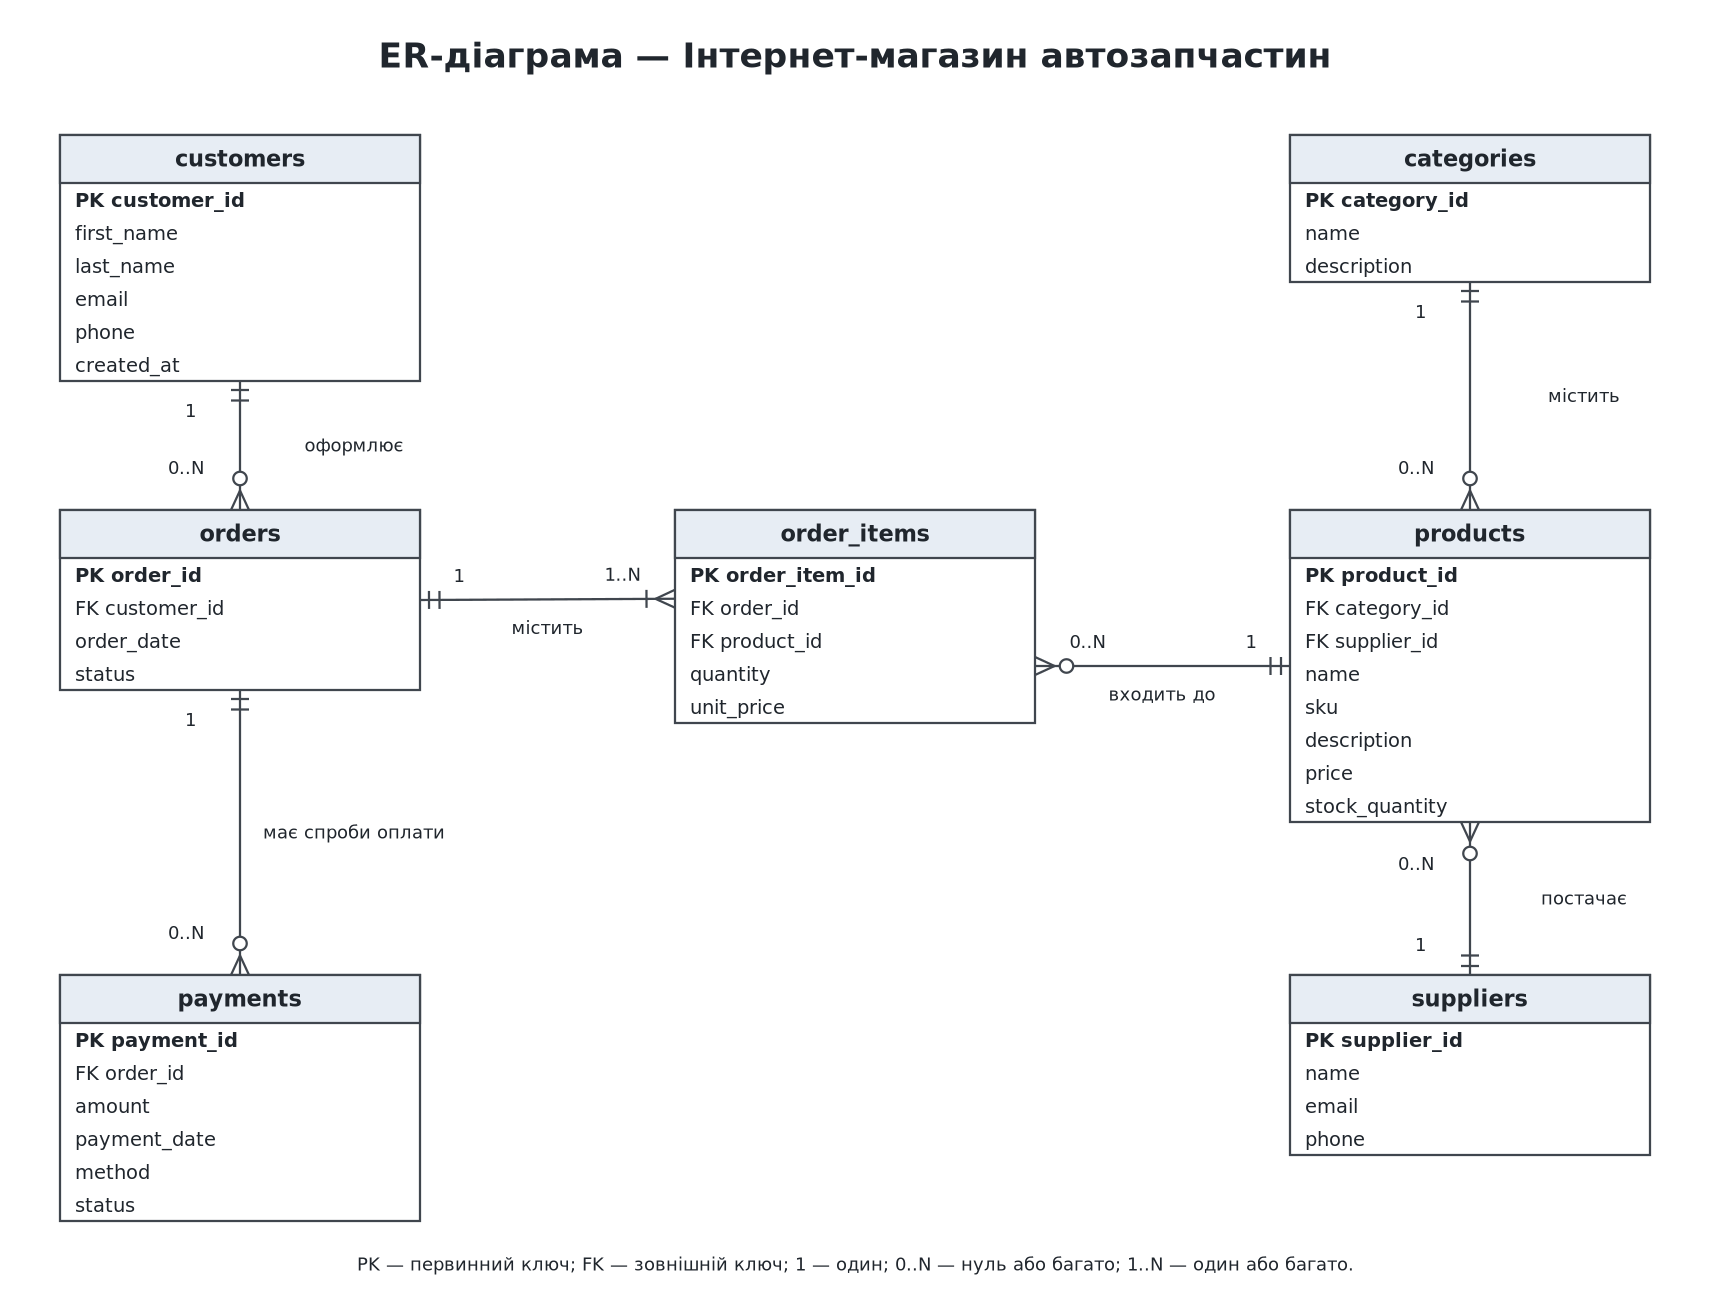 ER-діаграма — Інтернет-магазин автозапчастин
customers
PK customer_id
first_name
last_name
email
phone
created_at
categories
PK category_id
name
description
1
оформлює
0..N
1
містить
0..N
orders
PK order_id
FK customer_id
order_date
status
1
1..N
містить
order_items
PK order_item_id
FK order_id
FK product_id
quantity
unit_price
0..N
1
входить до
products
PK product_id
FK category_id
FK supplier_id
name
sku
description
price
stock_quantity
1
має спроби оплати
0..N
0..N
постачає
1
payments
PK payment_id
FK order_id
amount
payment_date
method
status
suppliers
PK supplier_id
name
email
phone
PK — первинний ключ; FK — зовнішній ключ; 1 — один; 0..N — нуль або багато; 1..N — один або багато.